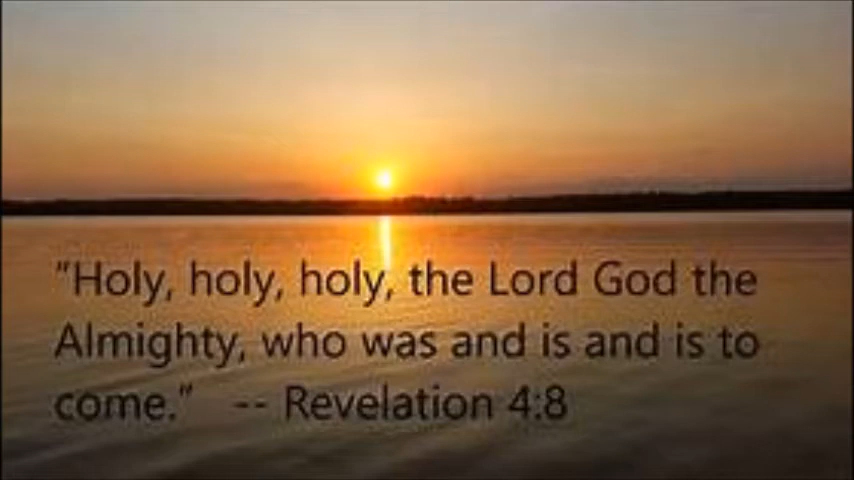 "Holy, holy, holy, the Lord God the
Almighty, who was and is and is to
come." -- Revelation 4:8